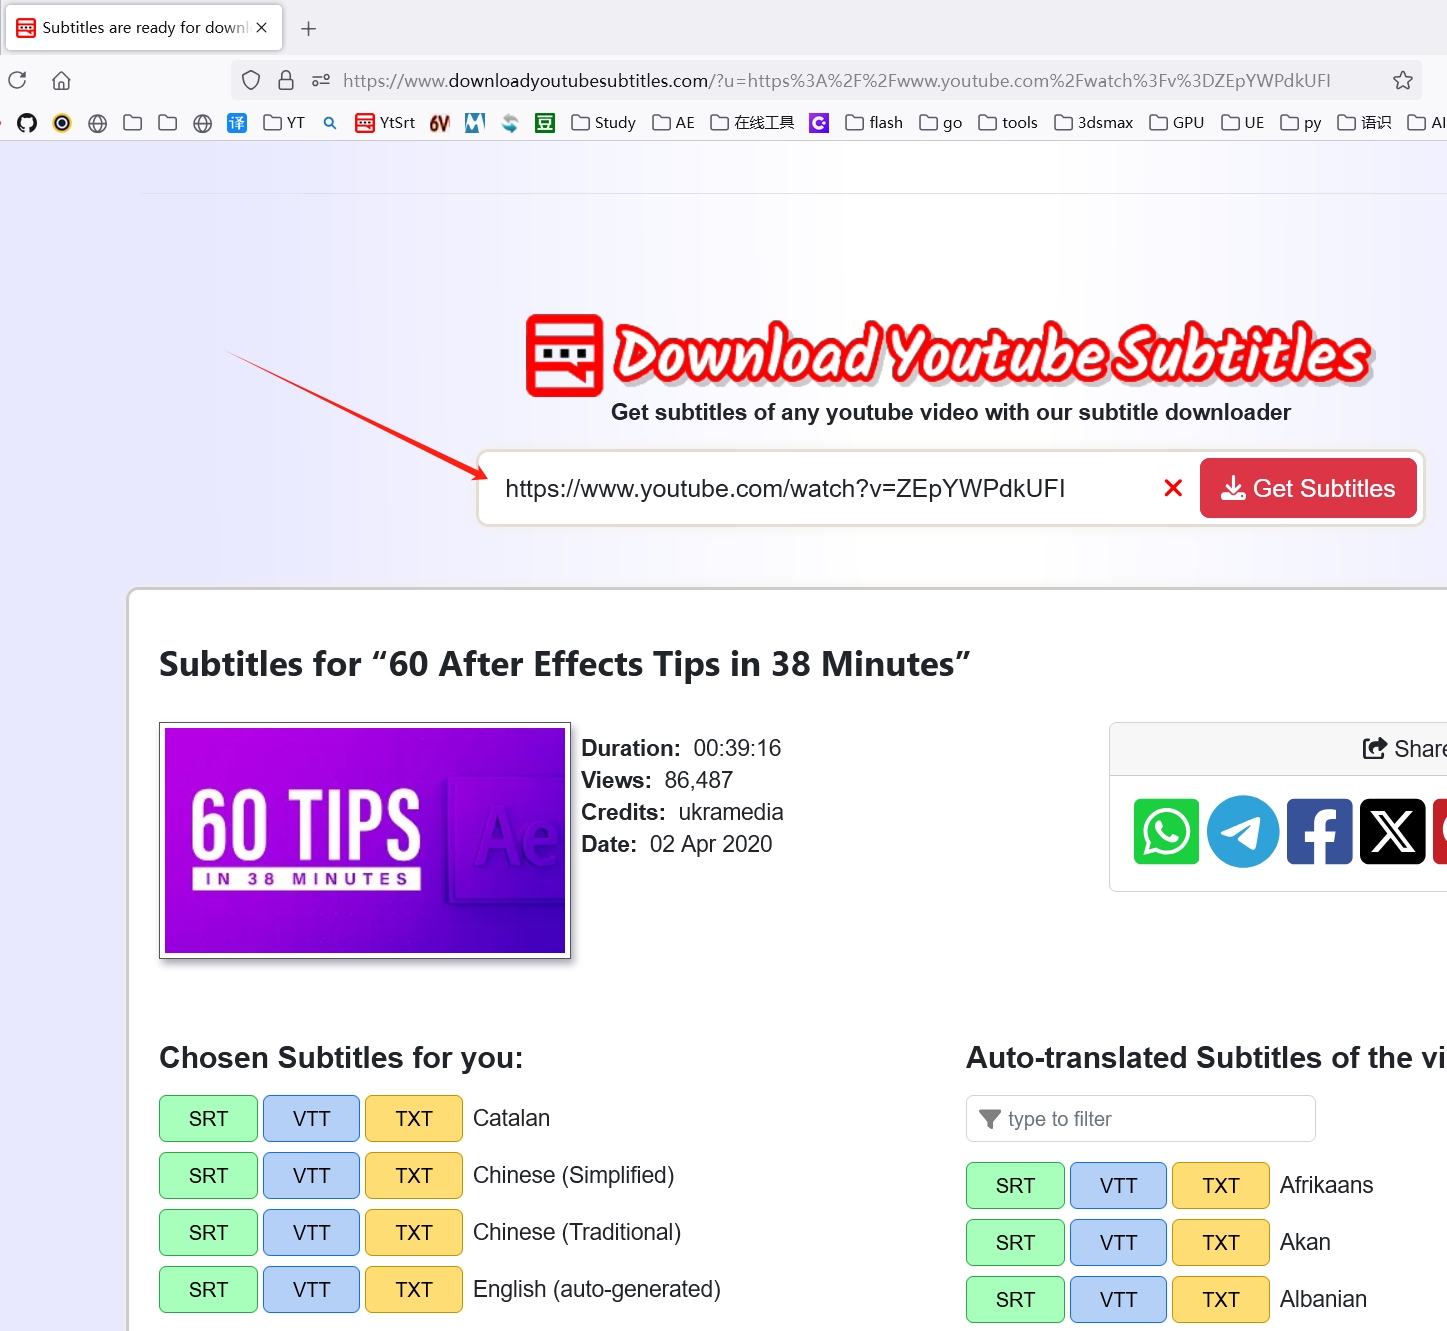 Subtitles are ready for downl
https://www.downloadyoutubesubtitles.com/?u=https%3A%2F%2Fwww.youtube.com%2Fwatch%3Fv%3DZEpYWPdkUFI
译 YT YtSrt 6V M 豆 Study AE 在线工具 C flash go tools 3dsmax GPU UE py 语识 AI
Download Youtube Subtitles
Get subtitles of any youtube video with our subtitle downloader
https://www.youtube.com/watch?v=ZEpYWPdkUFI
Get Subtitles
Subtitles for “60 After Effects Tips in 38 Minutes”
60 TIPS
IN 38 MINUTES
Ae
Duration: 00:39:16
Views: 86,487
Credits: ukramedia
Date: 02 Apr 2020
Share
Chosen Subtitles for you:
SRT VTT TXT Catalan
SRT VTT TXT Chinese (Simplified)
SRT VTT TXT Chinese (Traditional)
SRT VTT TXT English (auto-generated)
Auto-translated Subtitles of the vi
type to filter
SRT VTT TXT Afrikaans
SRT VTT TXT Akan
SRT VTT TXT Albanian